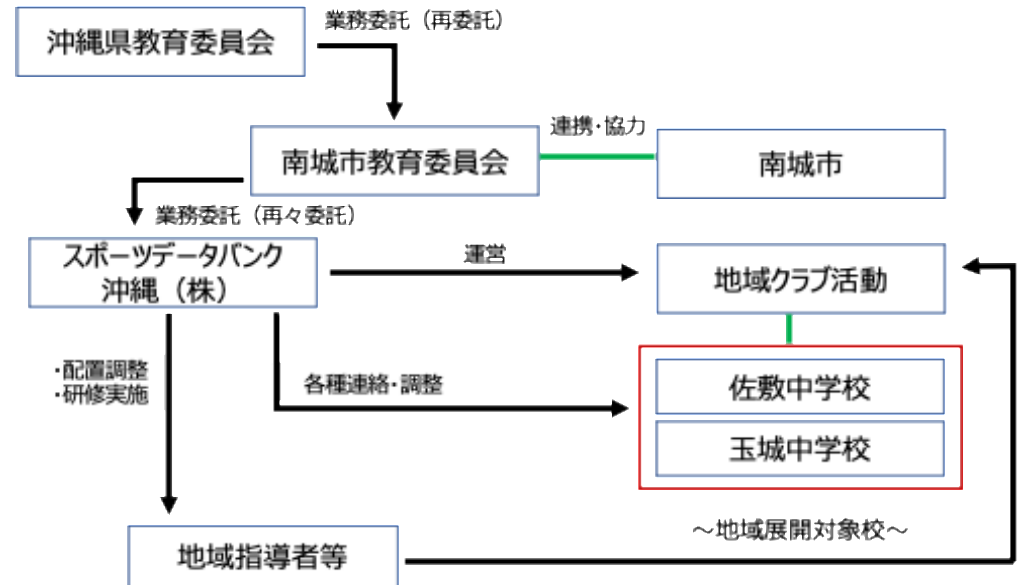 業務委託（再委託）
沖縄県教育委員会
連携・協力
南城市教育委員会
南城市
業務委託（再々委託）
スポーツデータバンク
沖縄（株）
運営
地域クラブ活動
・配置調整
・研修実施
各種連絡・調整
佐敷中学校
玉城中学校
～地域展開対象校～
地域指導者等